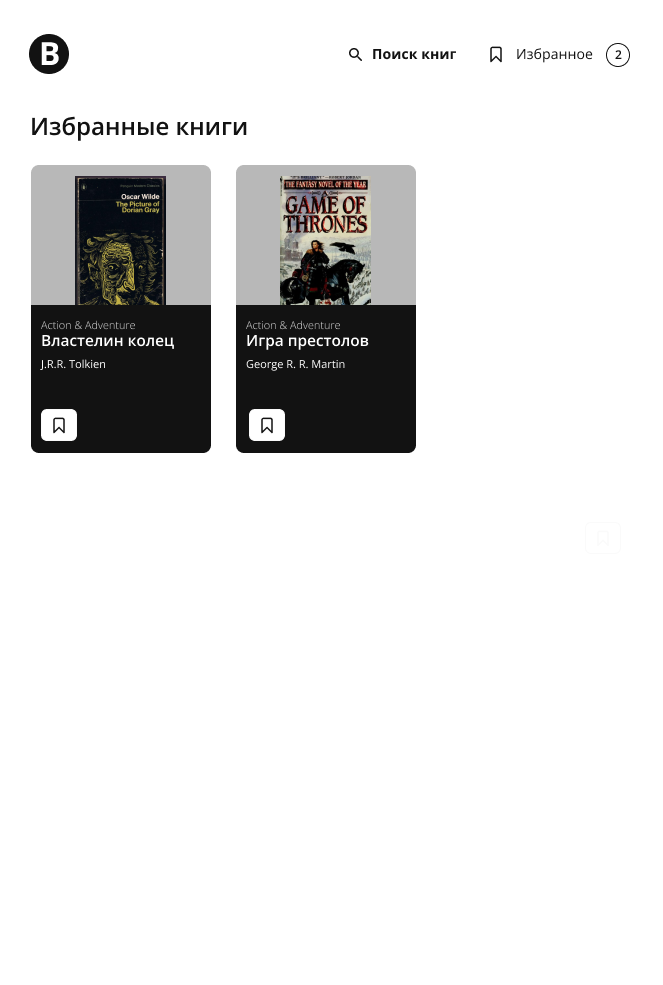 B
Поиск книг
Избранное
2
Избранные книги
Oscar Wilde
The Picture of
Dorian Gray
THE FANTASY NOVEL OF THE YEAR
A
GAME OF
THRONES
Action & Adventure
Властелин колец
J.R.R. Tolkien
Action & Adventure
Игра престолов
George R. R. Martin